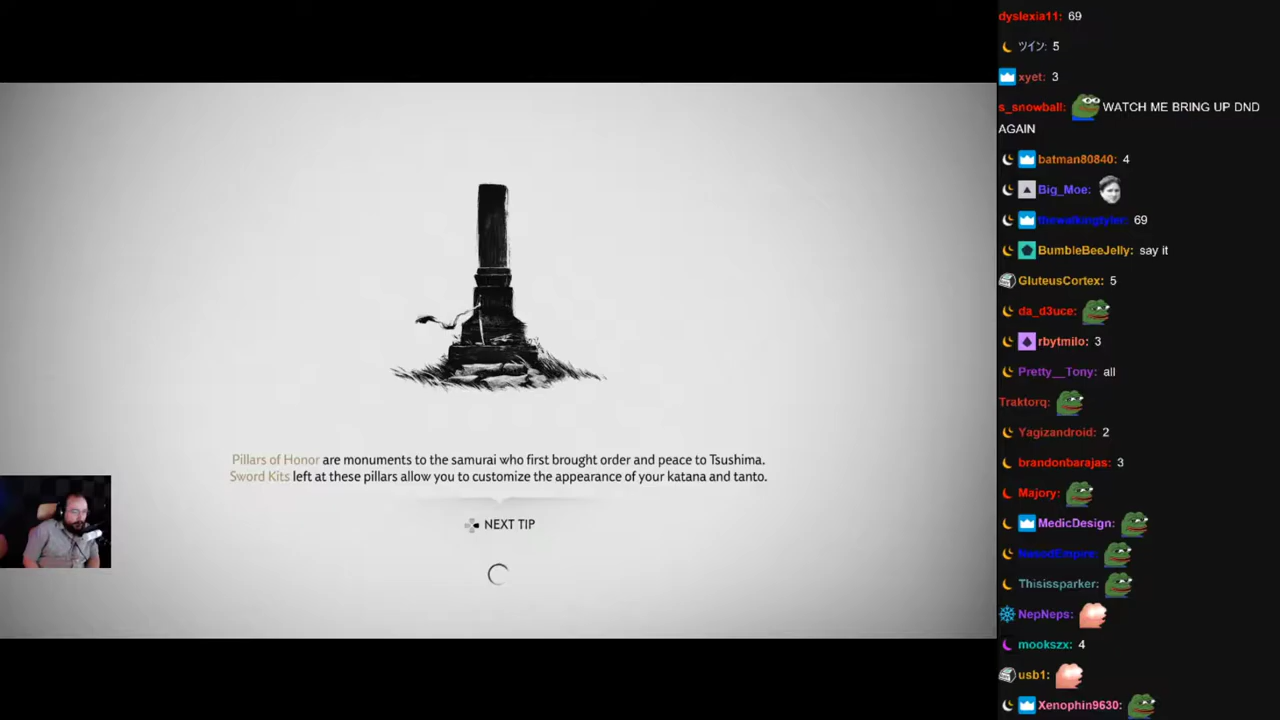 dyslexia11: 69
ツイン: 5
xyet: 3
s_snowball: WATCH ME BRING UP DND
AGAIN
batman80840: 4
Big_Moe:
thewalkingtyler: 69
BumbleBeeJelly: say it
GluteusCortex: 5
da_d3uce:
rbytmilo: 3
Pretty__Tony: all
Traktorq:
Yagizandroid: 2
brandonbarajas: 3
Majory:
MedicDesign:
Thisissparker:
NepNeps:
mookszx: 4
usb1:
Xenophin9630:
Pillars of Honor are monuments to the samurai who first brought order and peace to Tsushima.
Sword Kits left at these pillars allow you to customize the appearance of your katana and tanto.
NEXT TIP